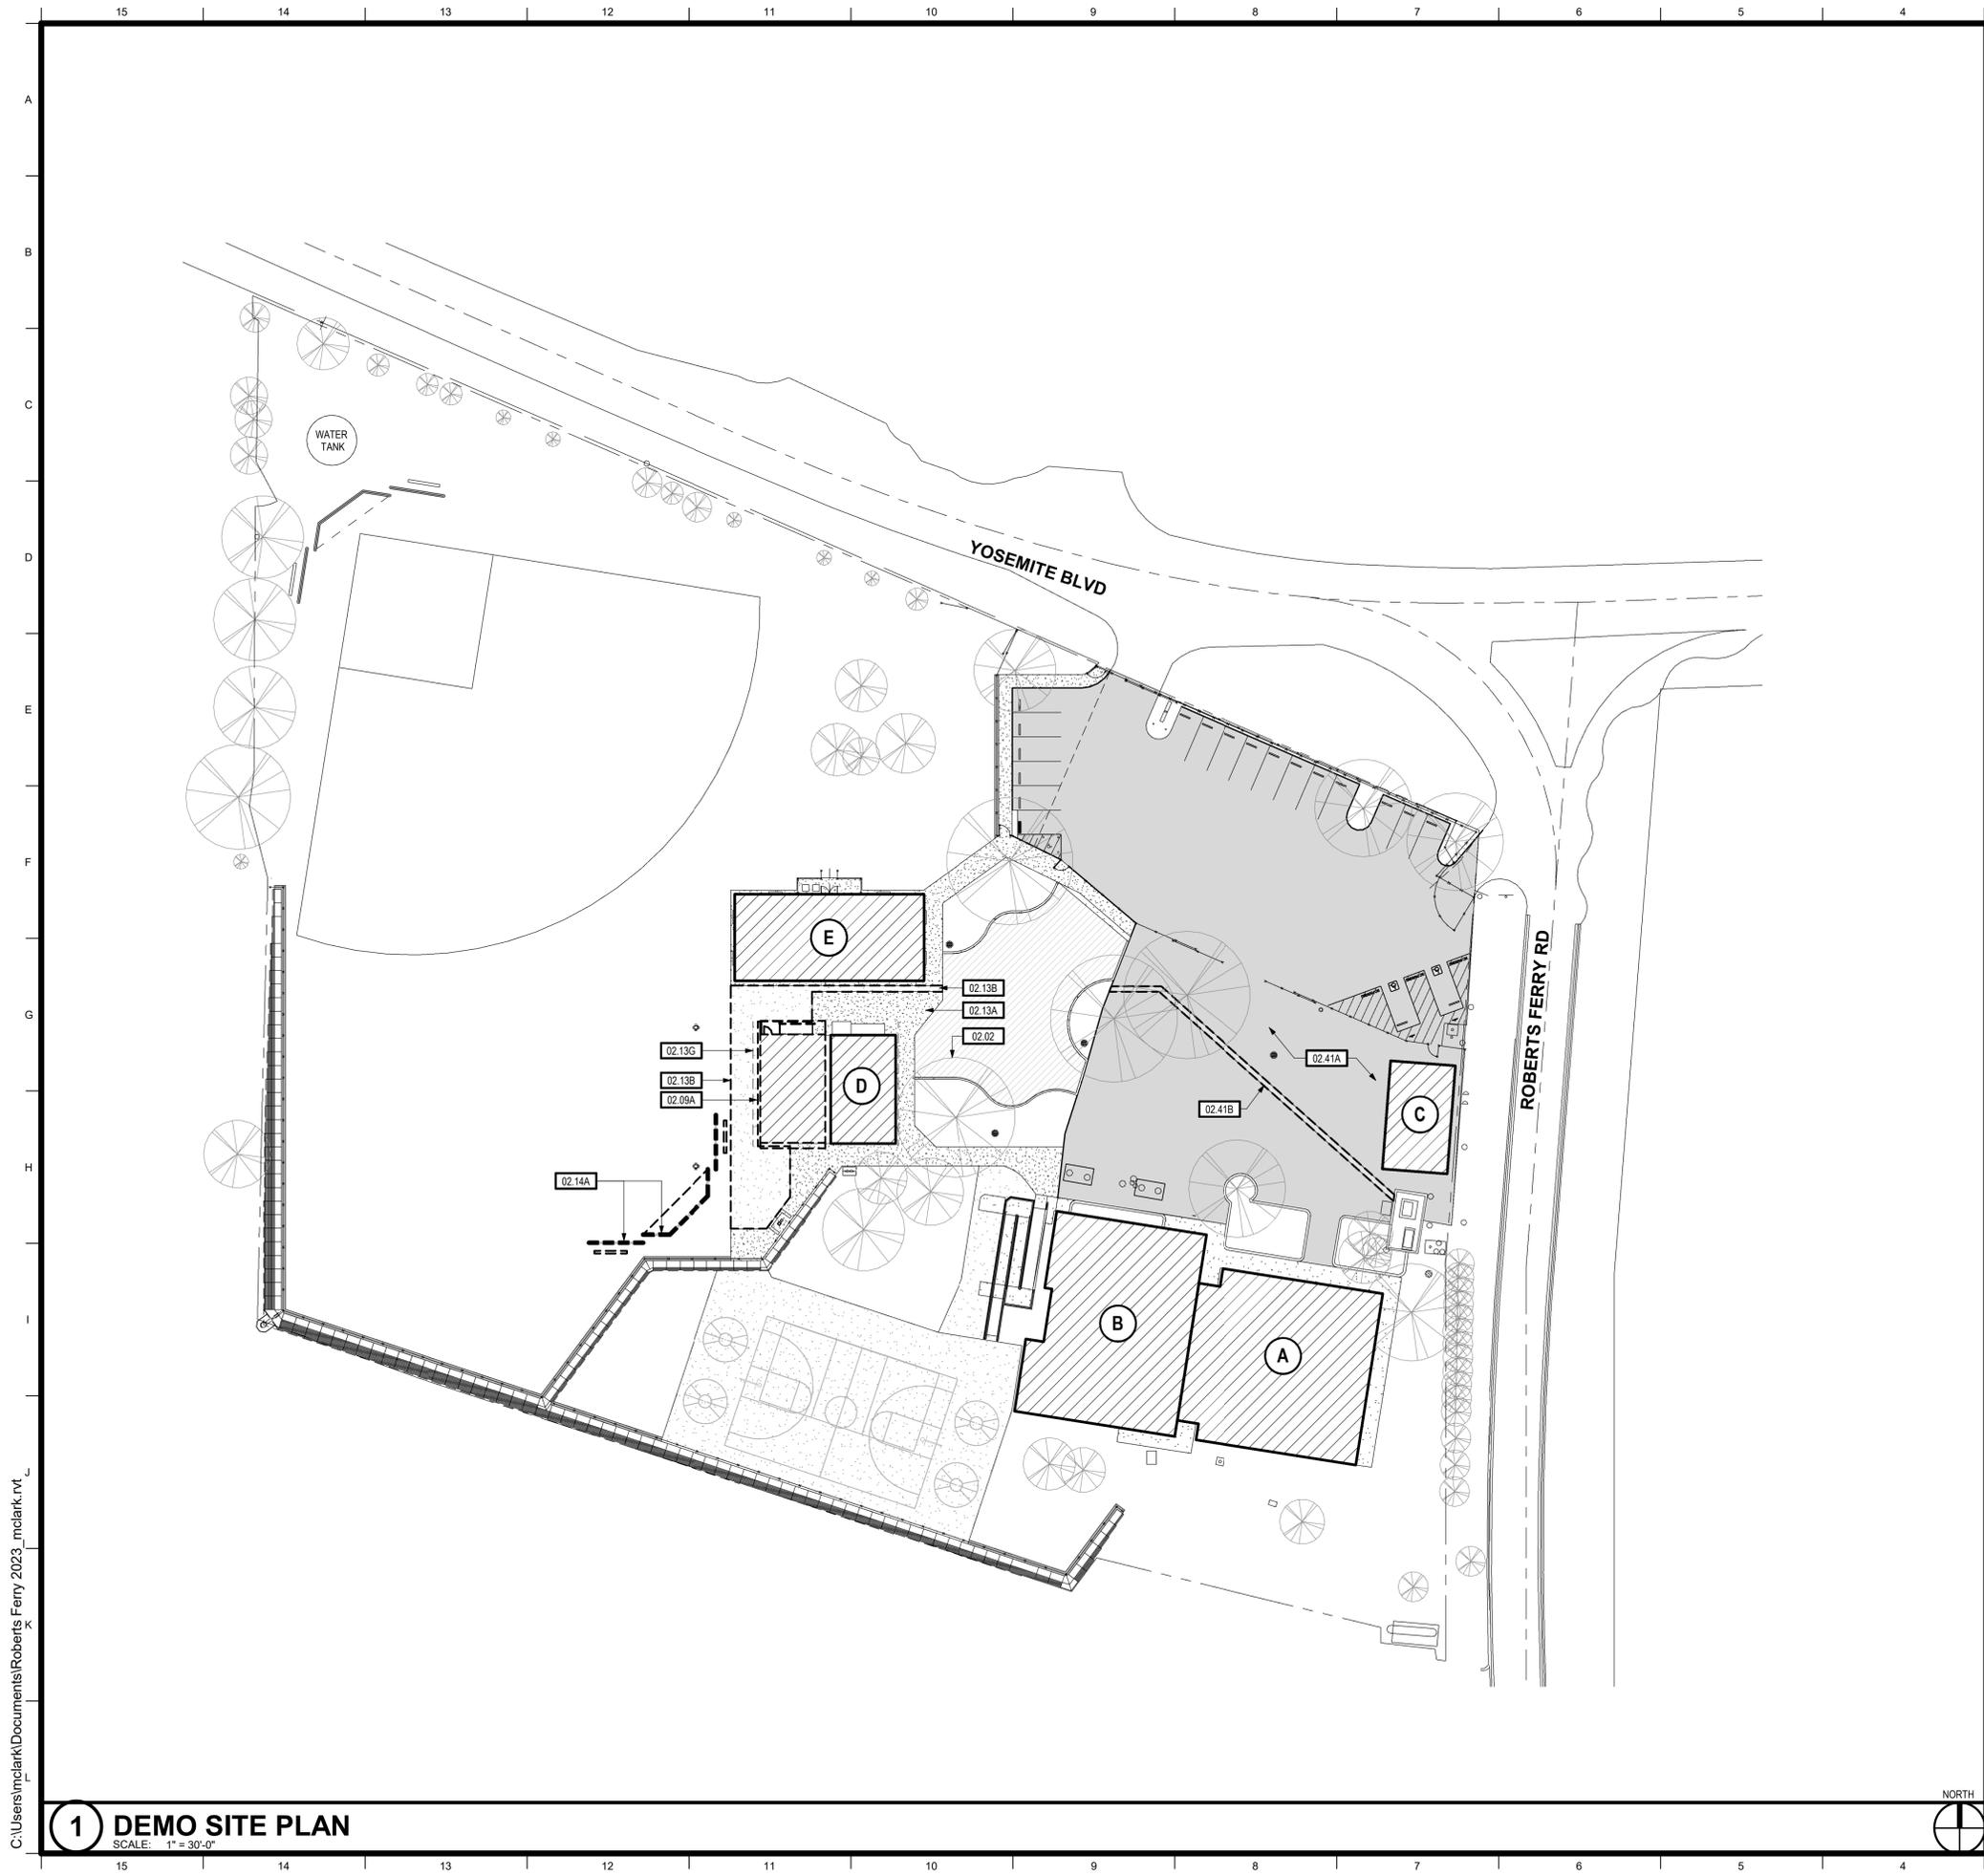 15 14 13 12 11 10 9 8 7 6 5 4
A
B
C
WATER
TANK
D
YOSEMITE BLVD
E
F
E
ROBERTS FERRY RD
02.13B
G
02.13A
02.02
02.13G
02.41A
02.13B
D
02.09A
02.41B
C
H
02.14A
I
B
A
J
K
L
C:\Users\mclark\Documents\Roberts Ferry 2023_mclark.rvt
NORTH
1 DEMO SITE PLAN
SCALE: 1" = 30'-0"
15 14 13 12 11 10 9 8 7 6 5 4